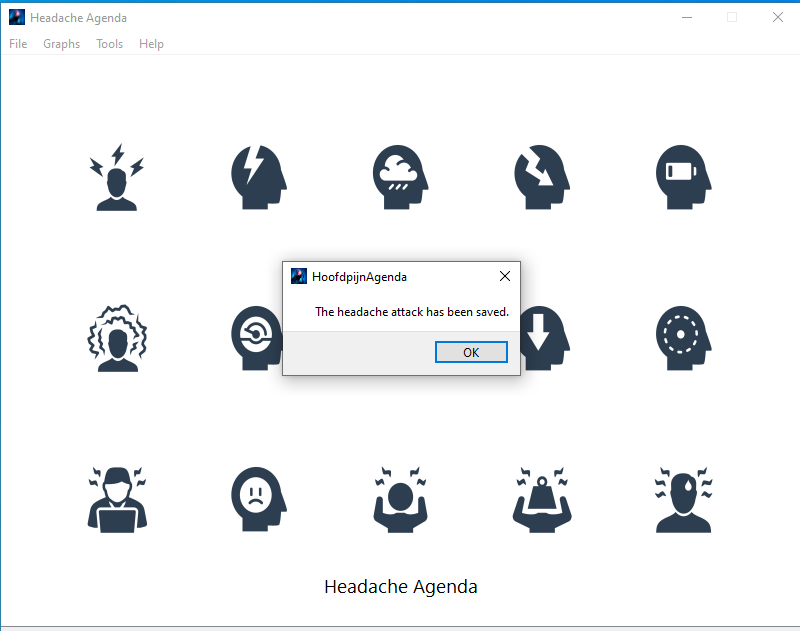 Headache Agenda
File Graphs Tools Help
HoofdpijnAgenda
The headache attack has been saved.
OK
Headache Agenda